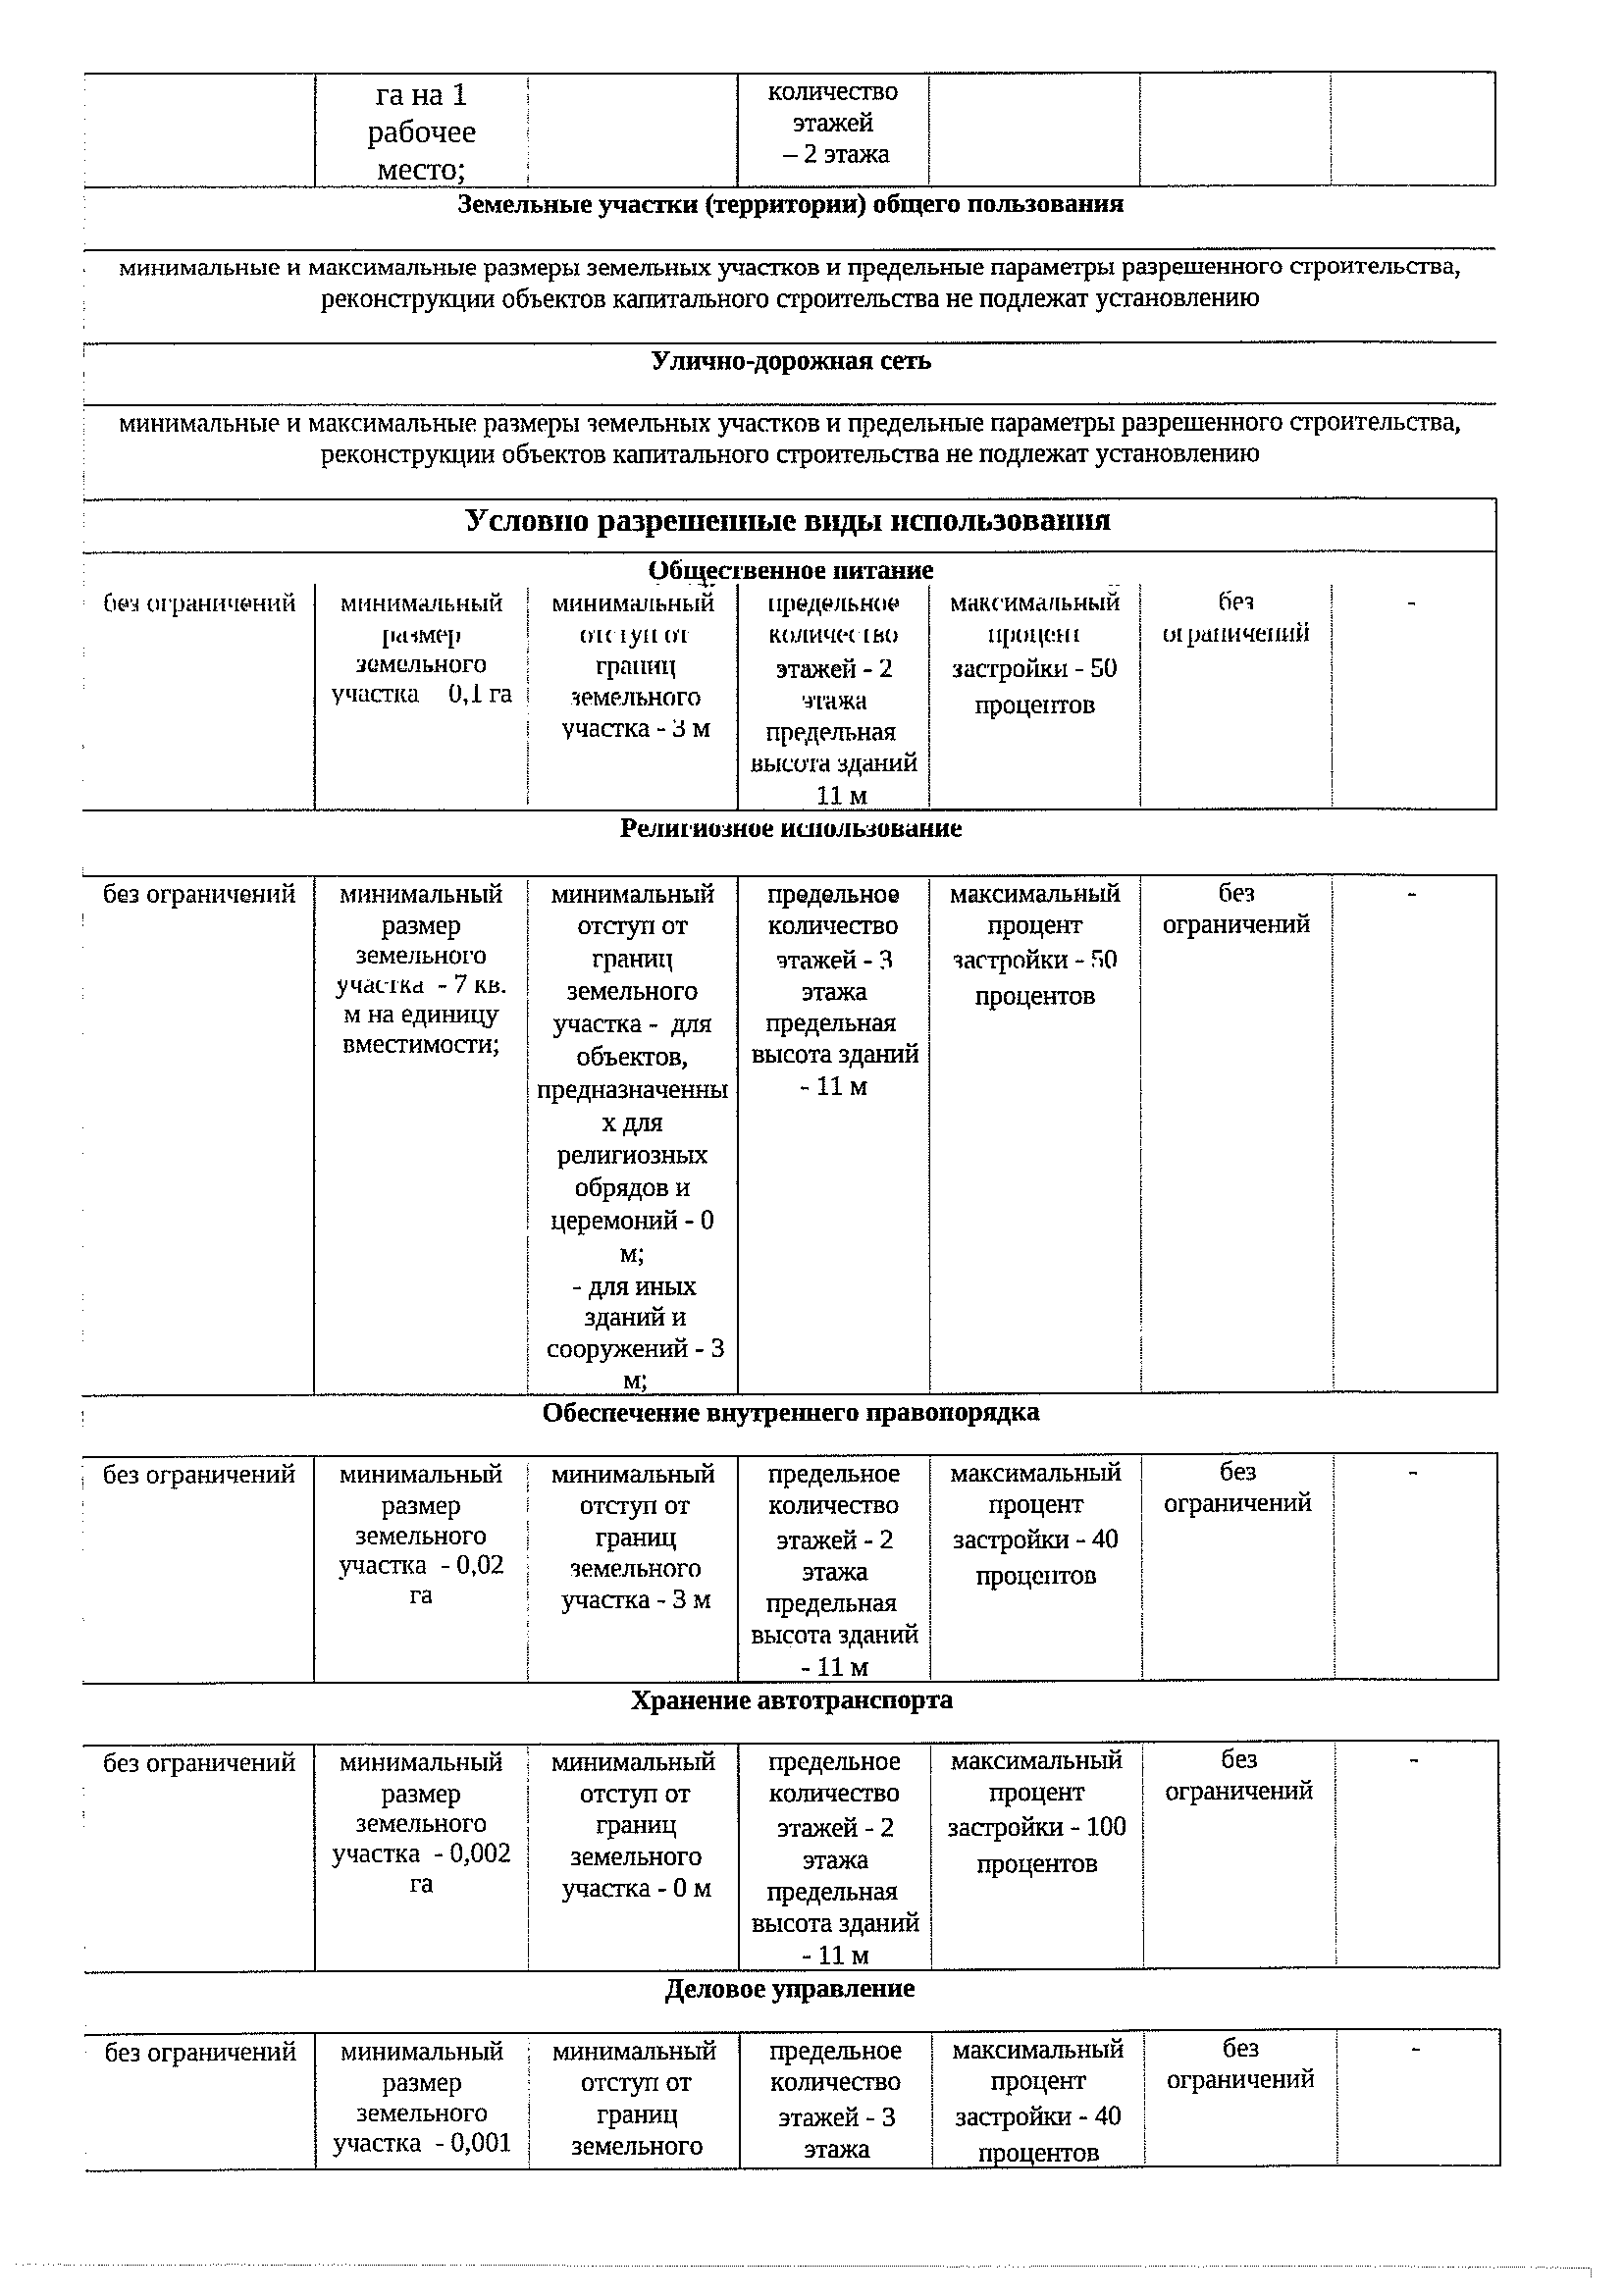 га на 1
рабочее
место;
количество
этажей
– 2 этажа
Земельные участки (территории) общего пользования
минимальные и максимальные размеры земельных участков и предельные параметры разрешенного строительства,
реконструкции объектов капитального строительства не подлежат установлению
Улично-дорожная сеть
минимальные и максимальные размеры земельных участков и предельные параметры разрешенного строительства,
реконструкции объектов капитального строительства не подлежат установлению
Условно разрешенные виды использования
Общественное питание
без ограничений
минимальный
размер
земельного
участка 0,1 га
минимальный
отступ от
границ
земельного
участка - 3 м
предельное
количество
этажей - 2
этажа
предельная
высота зданий
11 м
максимальный
процент
застройки - 50
процентов
без
ограничений
-
Религиозное использование
без ограничений
минимальный
размер
земельного
участка - 7 кв.
м на единицу
вместимости;
минимальный
отступ от
границ
земельного
участка - для
объектов,
предназначенны
х для
религиозных
обрядов и
церемоний - 0
м;
- для иных
зданий и
сооружений - 3
м;
предельное
количество
этажей - 3
этажа
предельная
высота зданий
- 11 м
максимальный
процент
застройки - 50
процентов
без
ограничений
-
Обеспечение внутреннего правопорядка
без ограничений
минимальный
размер
земельного
участка - 0,02
га
минимальный
отступ от
границ
земельного
участка - 3 м
предельное
количество
этажей - 2
этажа
предельная
высота зданий
- 11 м
максимальный
процент
застройки - 40
процентов
без
ограничений
-
Хранение автотранспорта
без ограничений
минимальный
размер
земельного
участка - 0,002
га
минимальный
отступ от
границ
земельного
участка - 0 м
предельное
количество
этажей - 2
этажа
предельная
высота зданий
- 11 м
максимальный
процент
застройки - 100
процентов
без
ограничений
-
Деловое управление
без ограничений
минимальный
размер
земельного
участка - 0,001
минимальный
отступ от
границ
земельного
предельное
количество
этажей - 3
этажа
максимальный
процент
застройки - 40
процентов
без
ограничений
-